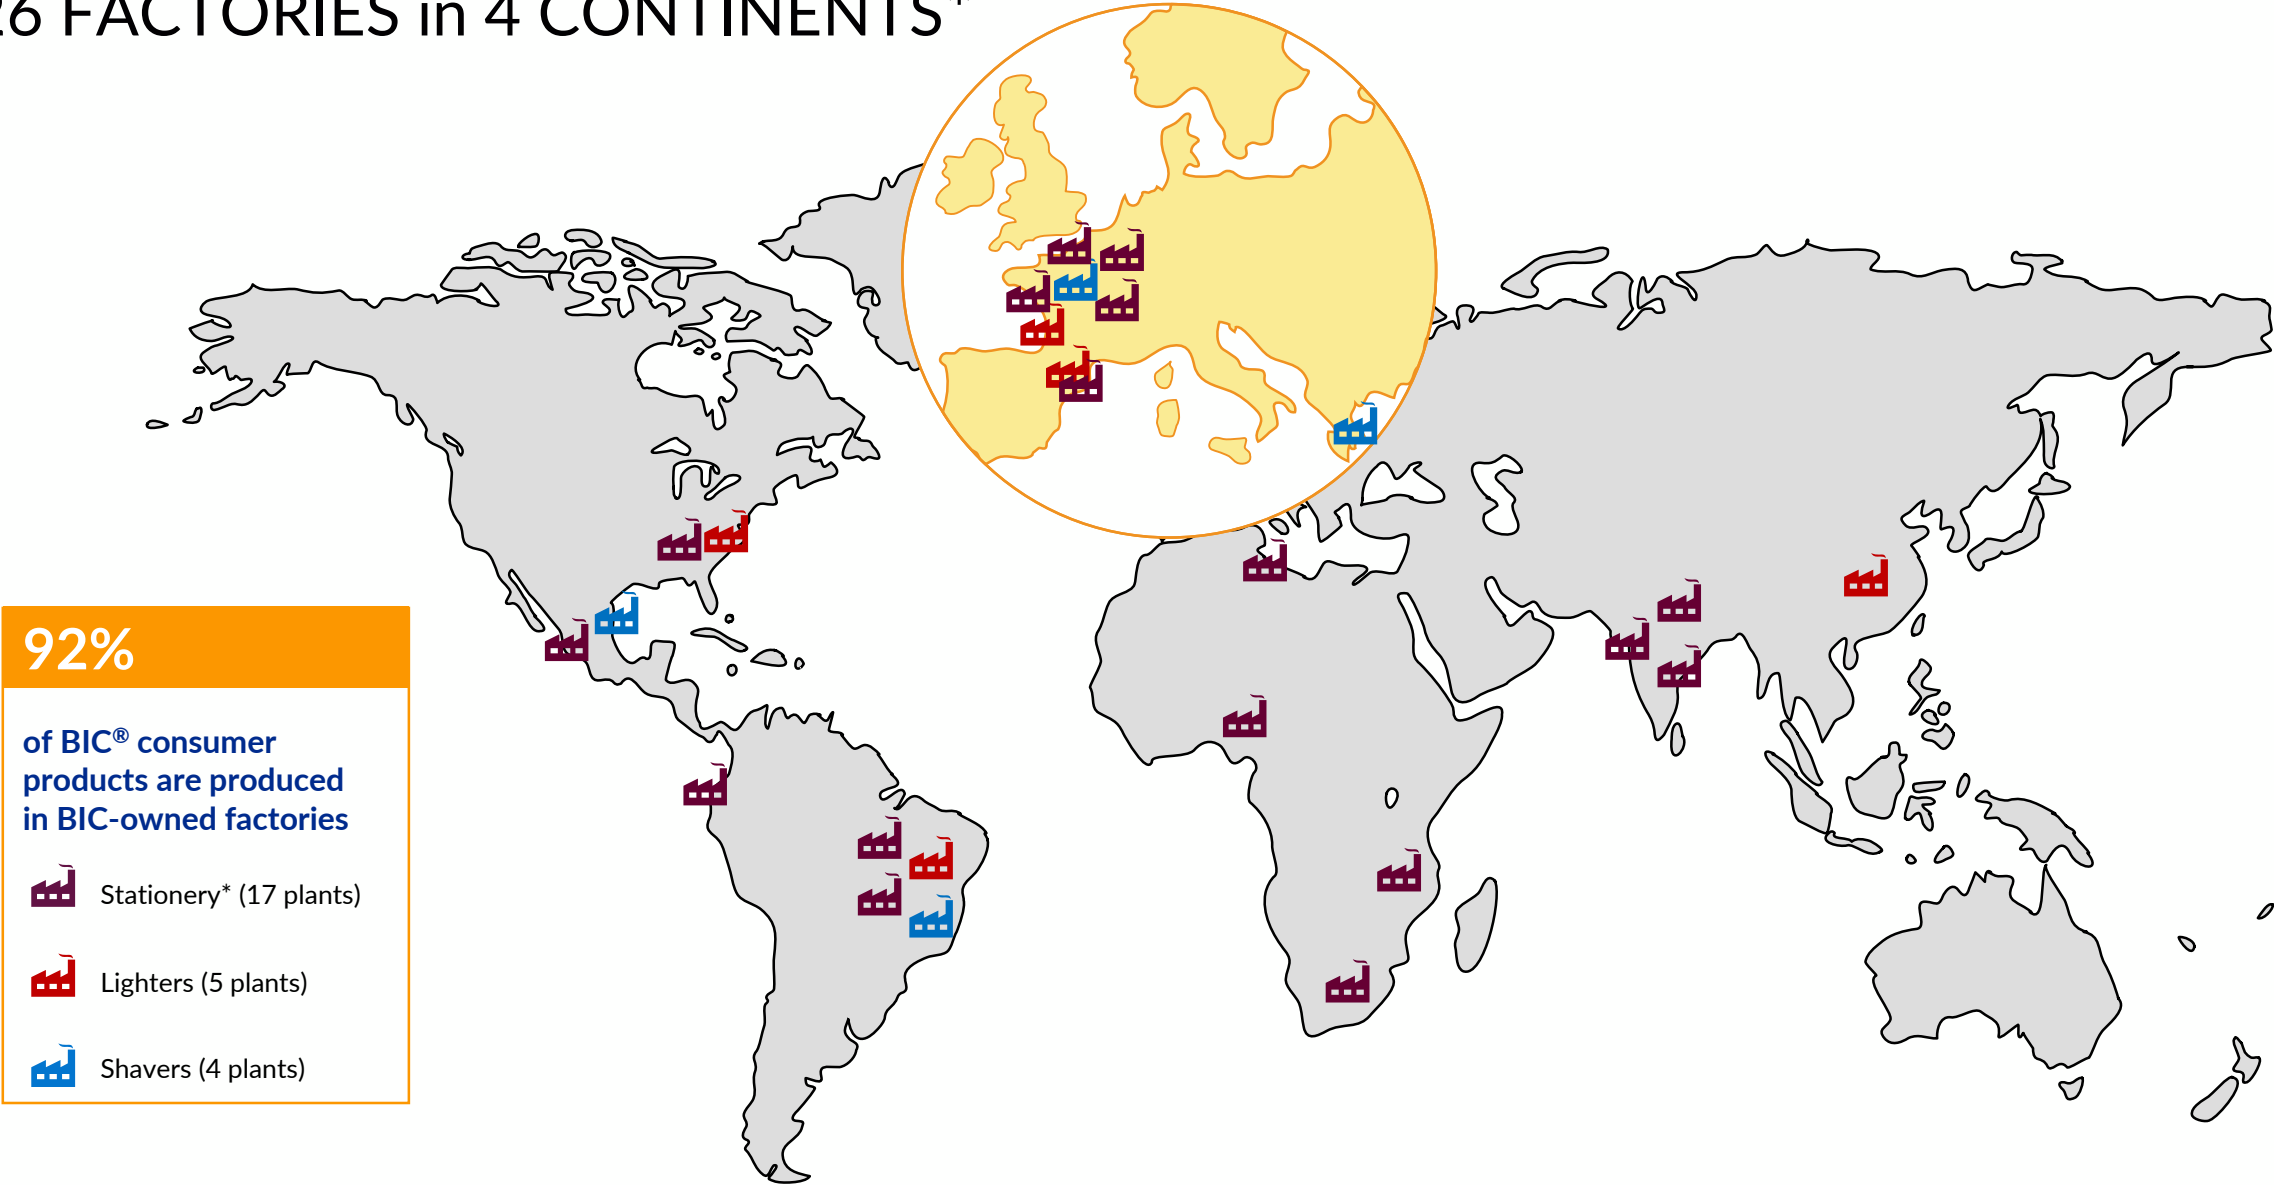 26 FACTORIES in 4 CONTINENTS*
92%
of BIC® consumer
products are produced
in BIC-owned factories
Stationery* (17 plants)
Lighters (5 plants)
Shavers (4 plants)